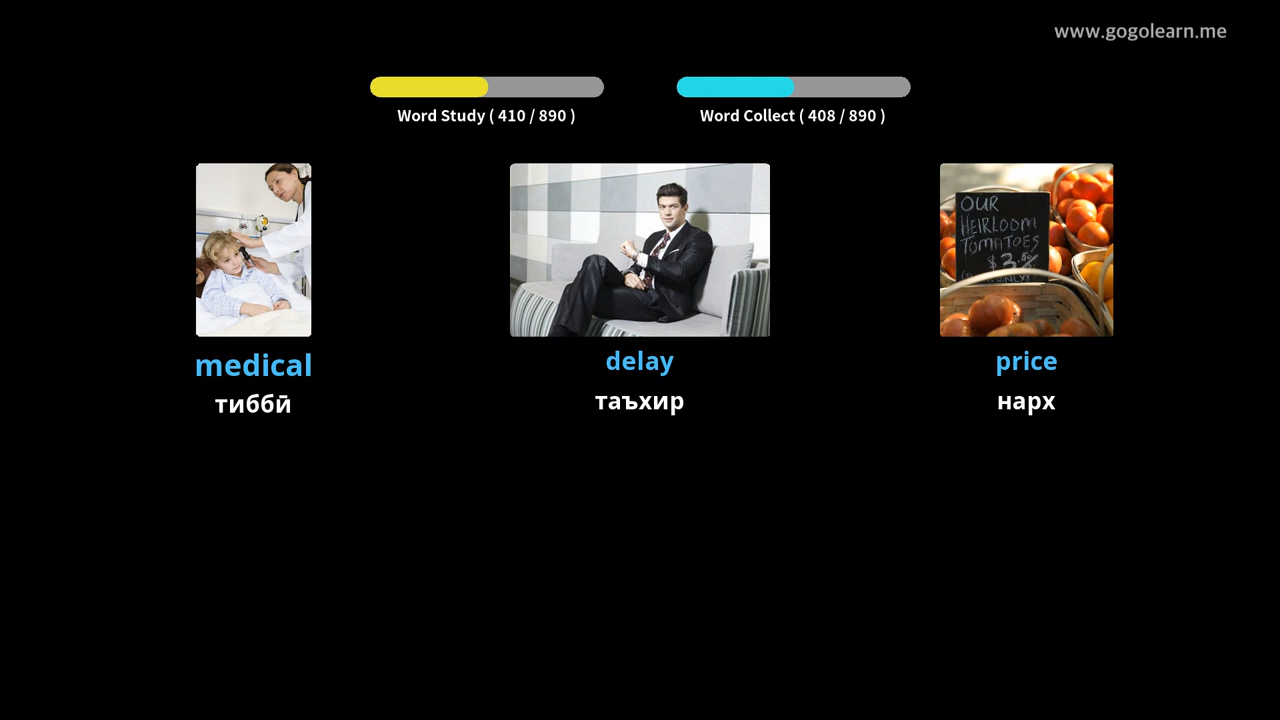 www.gogolearn.me
Word Study ( 410 / 890 )
Word Collect ( 408 / 890 )
OUR
HEIRLOOM
TOMATOES
medical
delay
price
тиббӣ
таъхир
нарх